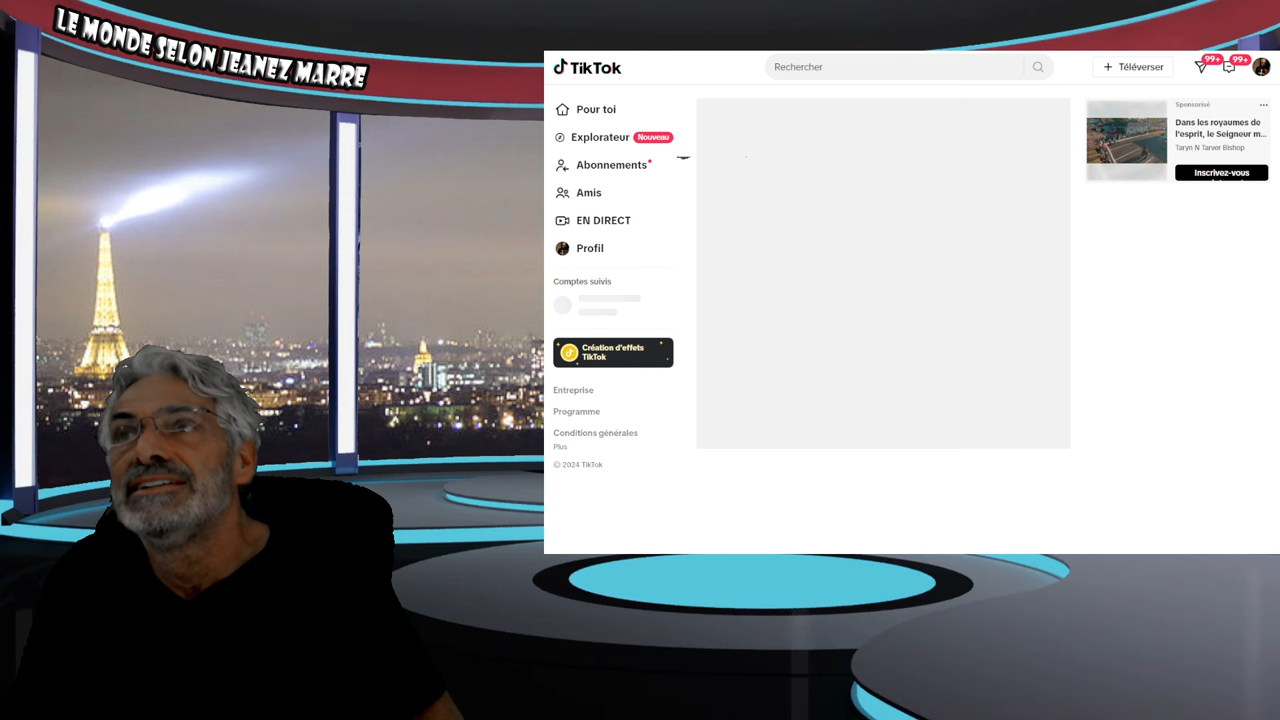 LE MONDE SELON JEANEZ MARRE
TikTok
Rechercher
Téléverser
99+
99+
Pour toi
Explorateur
Nouveau
Abonnements
Amis
EN DIRECT
Profil
Comptes suivis
Création d'effets
TikTok
Entreprise
Programme
Conditions générales
Plus
© 2024 TikTok
Sponsorisé
Dans les royaumes de
l'esprit, le Seigneur m...
Taryn N Tarver Bishop
Inscrivez-vous